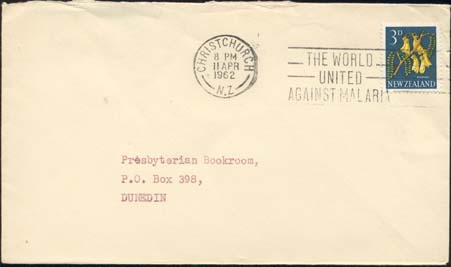 CHRISTCHURCH
8 PM
11 APR
1962
N.Z.
THE WORLD
UNITED
AGAINST MALARIA
3D
NEW ZEALAND
Presbyterian Bookroom,
P.O. Box 398,
DUNEDIN